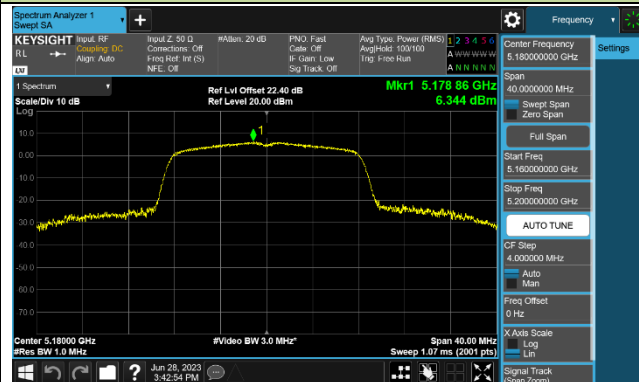 Spectrum Analyzer 1
Swept SA
Frequency
KEYSIGHT
RL
LXI
Input: RF
Coupling: DC
Align: Auto
Input Z: 50 Ω
Corrections: Off
Freq Ref: Int (S)
NFE: Off
#Atten: 20 dB
PNO: Fast
Gate: Off
IF Gain: Low
Sig Track: Off
Avg Type: Power (RMS)
Avg|Hold: 100/100
Trig: Free Run
1 2 3 4 5 6
A W W W W W
A N N N N N
1 Spectrum
Scale/Div 10 dB
Log
Ref Lvl Offset 22.40 dB
Ref Level 20.00 dBm
Mkr1 5.178 86 GHz
6.344 dBm
1
10.0
0.00
-10.0
-20.0
-30.0
-40.0
-50.0
-60.0
-70.0
Center 5.18000 GHz
#Res BW 1.0 MHz
#Video BW 3.0 MHz*
Span 40.00 MHz
Sweep 1.07 ms (2001 pts)
Center Frequency
5.180000000 GHz
Settings
Span
40.0000000 MHz
Swept Span
Zero Span
Full Span
Start Freq
5.160000000 GHz
Stop Freq
5.200000000 GHz
AUTO TUNE
CF Step
4.000000 MHz
Auto
Man
Freq Offset
0 Hz
X Axis Scale
Log
Lin
Signal Track
(Span Zoom)
?
Jun 28, 2023
3:42:54 PM